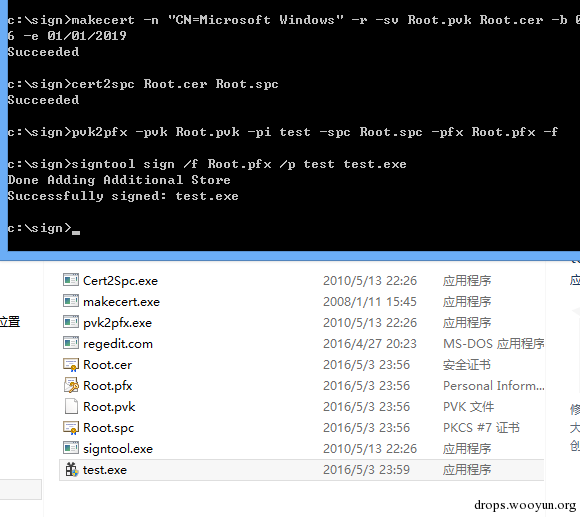 c:\sign>makecert -n "CN=Microsoft Windows" -r -sv Root.pvk Root.cer -b 0
6 -e 01/01/2019
Succeeded
c:\sign>cert2spc Root.cer Root.spc
Succeeded
c:\sign>pvk2pfx -pvk Root.pvk -pi test -spc Root.spc -pfx Root.pfx -f
c:\sign>signtool sign /f Root.pfx /p test test.exe
Done Adding Additional Store
Successfully signed: test.exe
c:\sign>_
Cert2Spc.exe 2010/5/13 22:26 应用程序
makecert.exe 2008/1/11 15:45 应用程序
位置 pvk2pfx.exe 2010/5/13 22:26 应用程序
regedit.com 2016/4/27 20:23 MS-DOS 应用程序
Root.cer 2016/5/3 23:56 安全证书
Root.pfx 2016/5/3 23:56 Personal Inform...
Root.pvk 2016/5/3 23:56 PVK 文件
Root.spc 2016/5/3 23:56 PKCS #7 证书
signtool.exe 2010/5/13 22:26 应用程序
test.exe 2016/5/3 23:59 应用程序
drops.wooyun.org